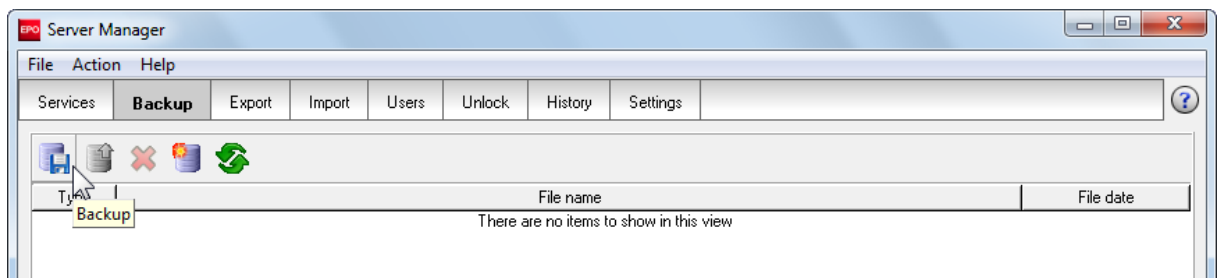 EPO Server Manager
File Action Help
Services Backup Export Import Users Unlock History Settings ?
File name File date
Backup
There are no items to show in this view